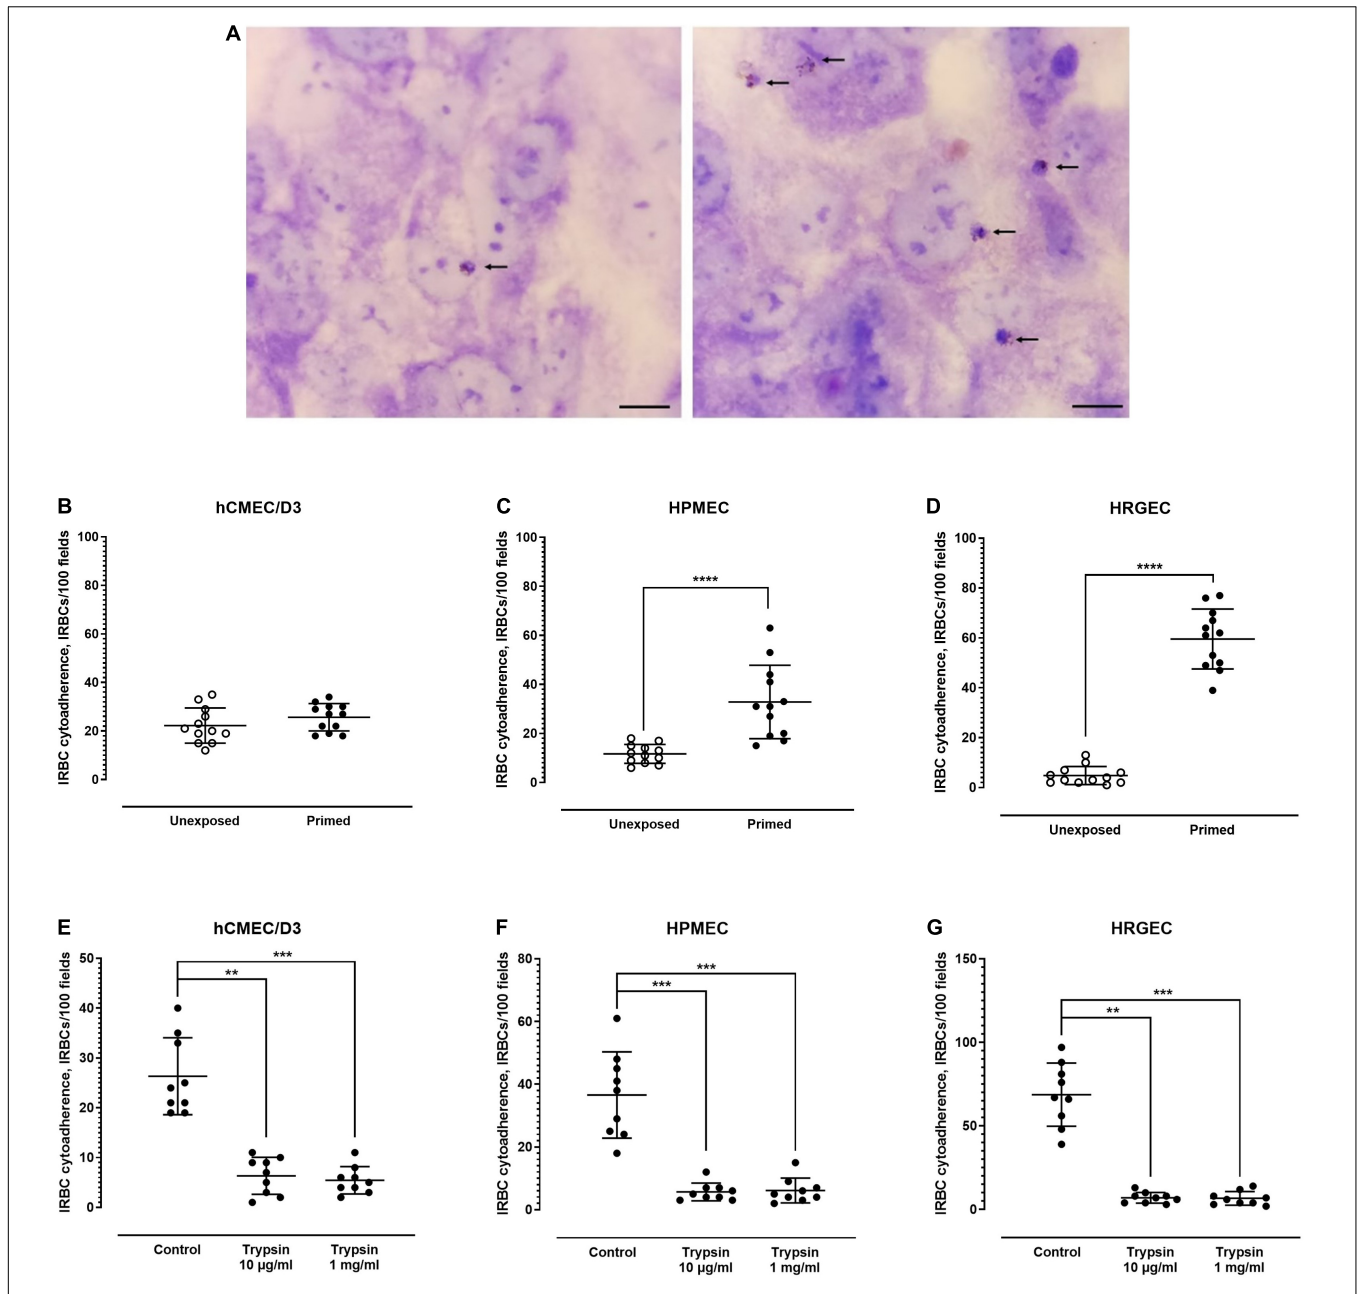 A
B
hCMEC/D3
IRBC cytoadherence, IRBCs/100 fields
100
80
60
40
20
0
Unexposed
Primed
C
HPMEC
IRBC cytoadherence, IRBCs/100 fields
100
80
60
40
20
0
****
Unexposed
Primed
D
HRGEC
IRBC cytoadherence, IRBCs/100 fields
100
80
60
40
20
0
****
Unexposed
Primed
E
hCMEC/D3
IRBC cytoadherence, IRBCs/100 fields
50
40
30
20
10
0
***
**
Control
Trypsin
10 µg/ml
Trypsin
1 mg/ml
F
HPMEC
IRBC cytoadherence, IRBCs/100 fields
80
60
40
20
0
***
***
Control
Trypsin
10 µg/ml
Trypsin
1 mg/ml
G
HRGEC
IRBC cytoadherence, IRBCs/100 fields
150
100
50
0
***
**
Control
Trypsin
10 µg/ml
Trypsin
1 mg/ml